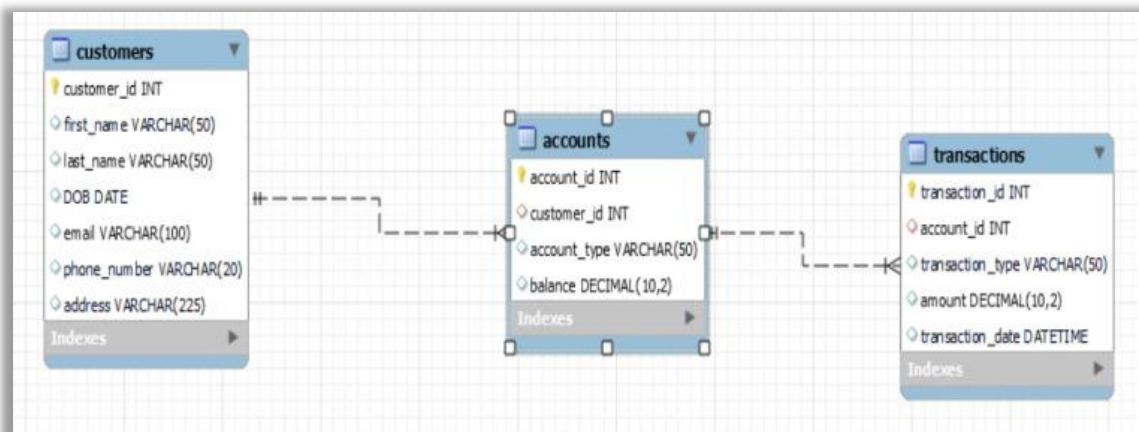 customers
customer_id INT
first_name VARCHAR(50)
last_name VARCHAR(50)
DOB DATE
email VARCHAR(100)
phone_number VARCHAR(20)
address VARCHAR(225)
Indexes
accounts
account_id INT
customer_id INT
account_type VARCHAR(50)
balance DECIMAL(10,2)
Indexes
transactions
transaction_id INT
account_id INT
transaction_type VARCHAR(50)
amount DECIMAL(10,2)
transaction_date DATETIME
Indexes